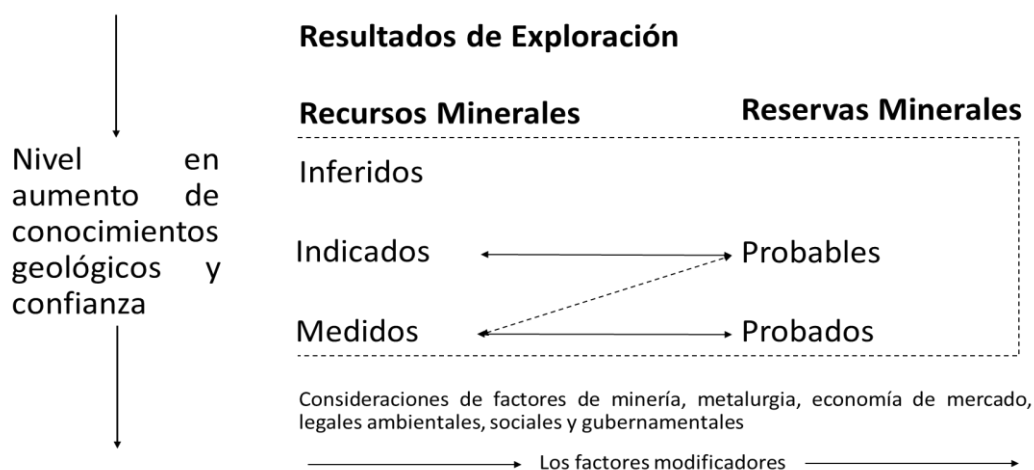 Resultados de Exploración
Recursos Minerales
Reservas Minerales
Nivel en
aumento de
conocimientos
geológicos y
confianza
Inferidos
Indicados
Probables
Medidos
Probados
Consideraciones de factores de minería, metalurgia, economía de mercado,
legales ambientales, sociales y gubernamentales
Los factores modificadores